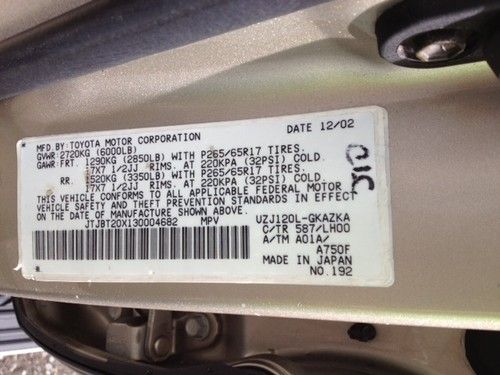 MFD.BY:TOYOTA MOTOR CORPORATION DATE 12/02
GVWR:2720KG (6000LB)
GAWR:FRT. 1290KG (2850LB) WITH P265/65R17 TIRES.
17X7 1/2JJ RIMS. AT 220KPA (32PSI) COLD.
RR. 1520KG (3350LB) WITH P265/65R17 TIRES.
17X7 1/2JJ RIMS. AT 220KPA (32PSI) COLD.
THIS VEHICLE CONFORMS TO ALL APPLICABLE FEDERAL MOTOR
VEHICLE SAFETY AND THEFT PREVENTION STANDARDS IN EFFECT
ON THE DATE OF MANUFACTURE SHOWN ABOVE.
JTJBT20X130004682 MPV
UZJ120L-GKAZKA
C/TR 587/LH00
A/TM A01A/
A750F
MADE IN JAPAN
NO.192